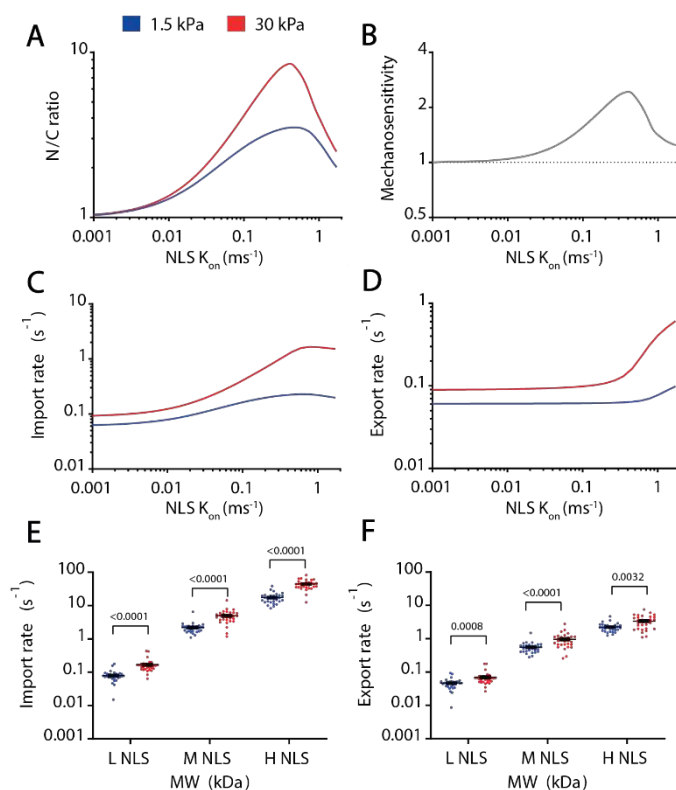 1.5 kPa 30 kPa
A
10
1
N/C ratio
0.001 0.01 0.1 1
NLS Kon (ms-1)
B
4
2
1
0.5
Mechanosensitivity
0.001 0.01 0.1 1
NLS Kon (ms-1)
C
10
1
0.1
0.01
Import rate (s-1)
0.001 0.01 0.1 1
NLS Kon (ms-1)
D
1
0.1
0.01
Export rate (s-1)
0.001 0.01 0.1 1
NLS Kon (ms-1)
E
100
10
1
0.1
0.01
0.001
Import rate (s-1)
<0.0001
<0.0001
<0.0001
L NLS M NLS H NLS
MW (kDa)
F
100
10
1
0.1
0.01
0.001
Export rate (s-1)
0.0008
<0.0001
0.0032
L NLS M NLS H NLS
MW (kDa)